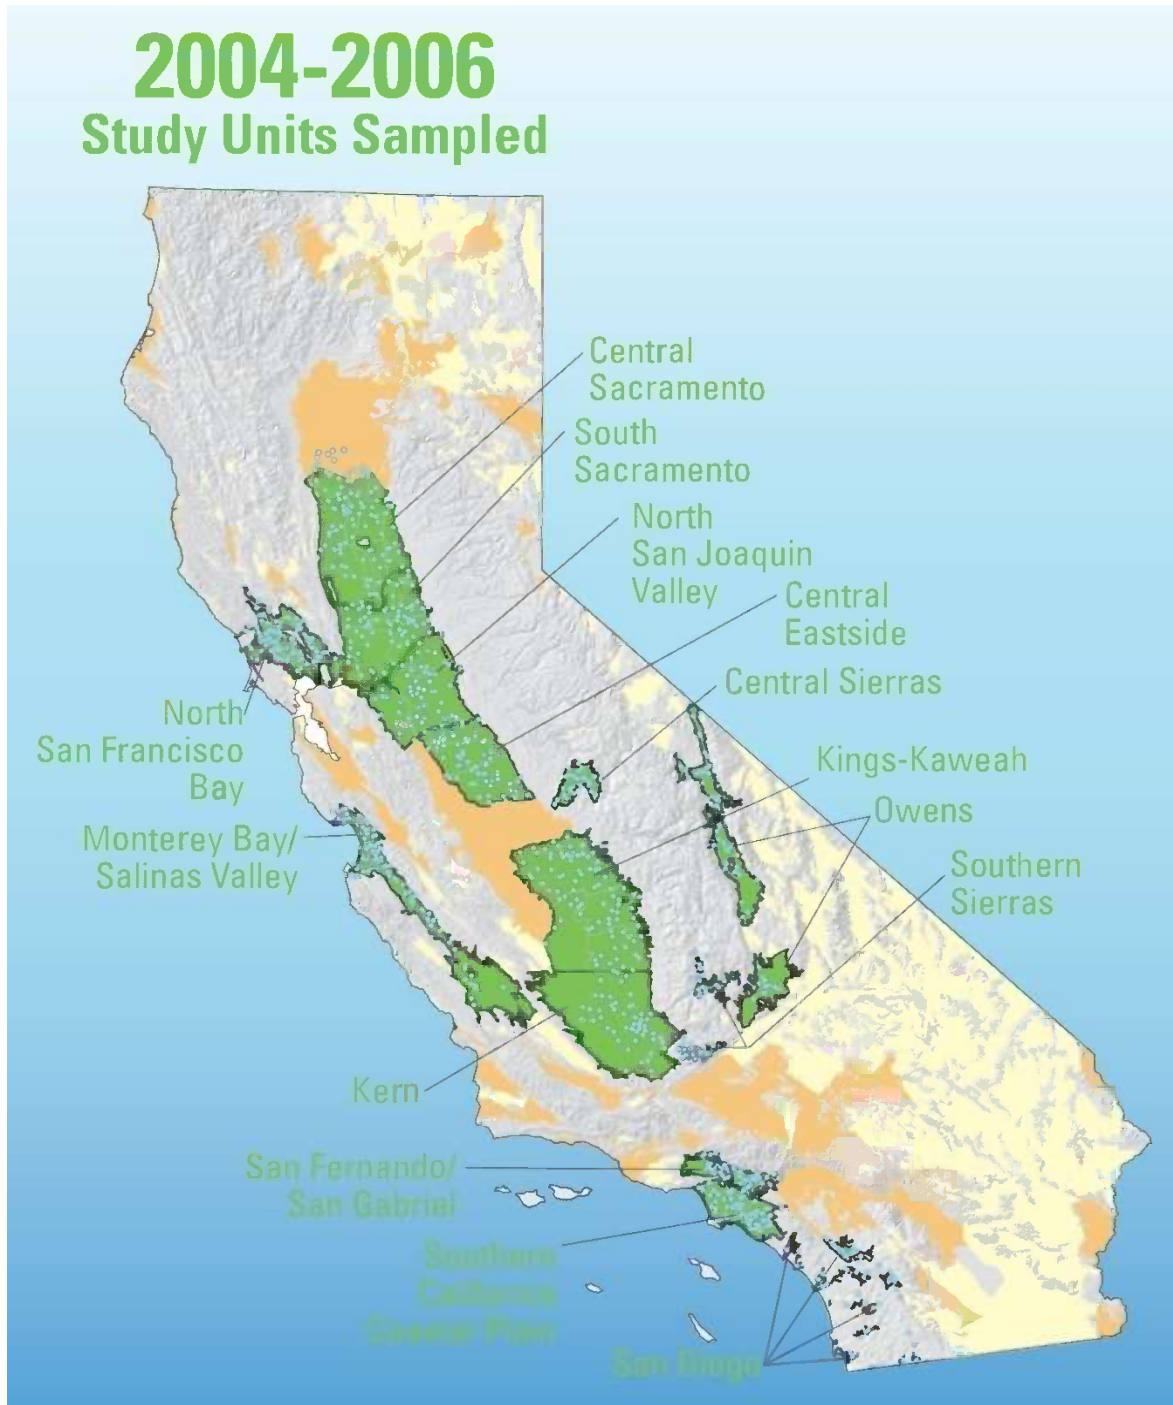 2004-2006
Study Units Sampled
Central
Sacramento
South
Sacramento
North
San Joaquin
Valley
Central
Eastside
Central Sierras
North
San Francisco
Bay
Kings-Kaweah
Owens
Monterey Bay/
Salinas Valley
Southern
Sierras
Kern
San Fernando/
San Gabriel
Southern
California
Coastal Plain
San Diego